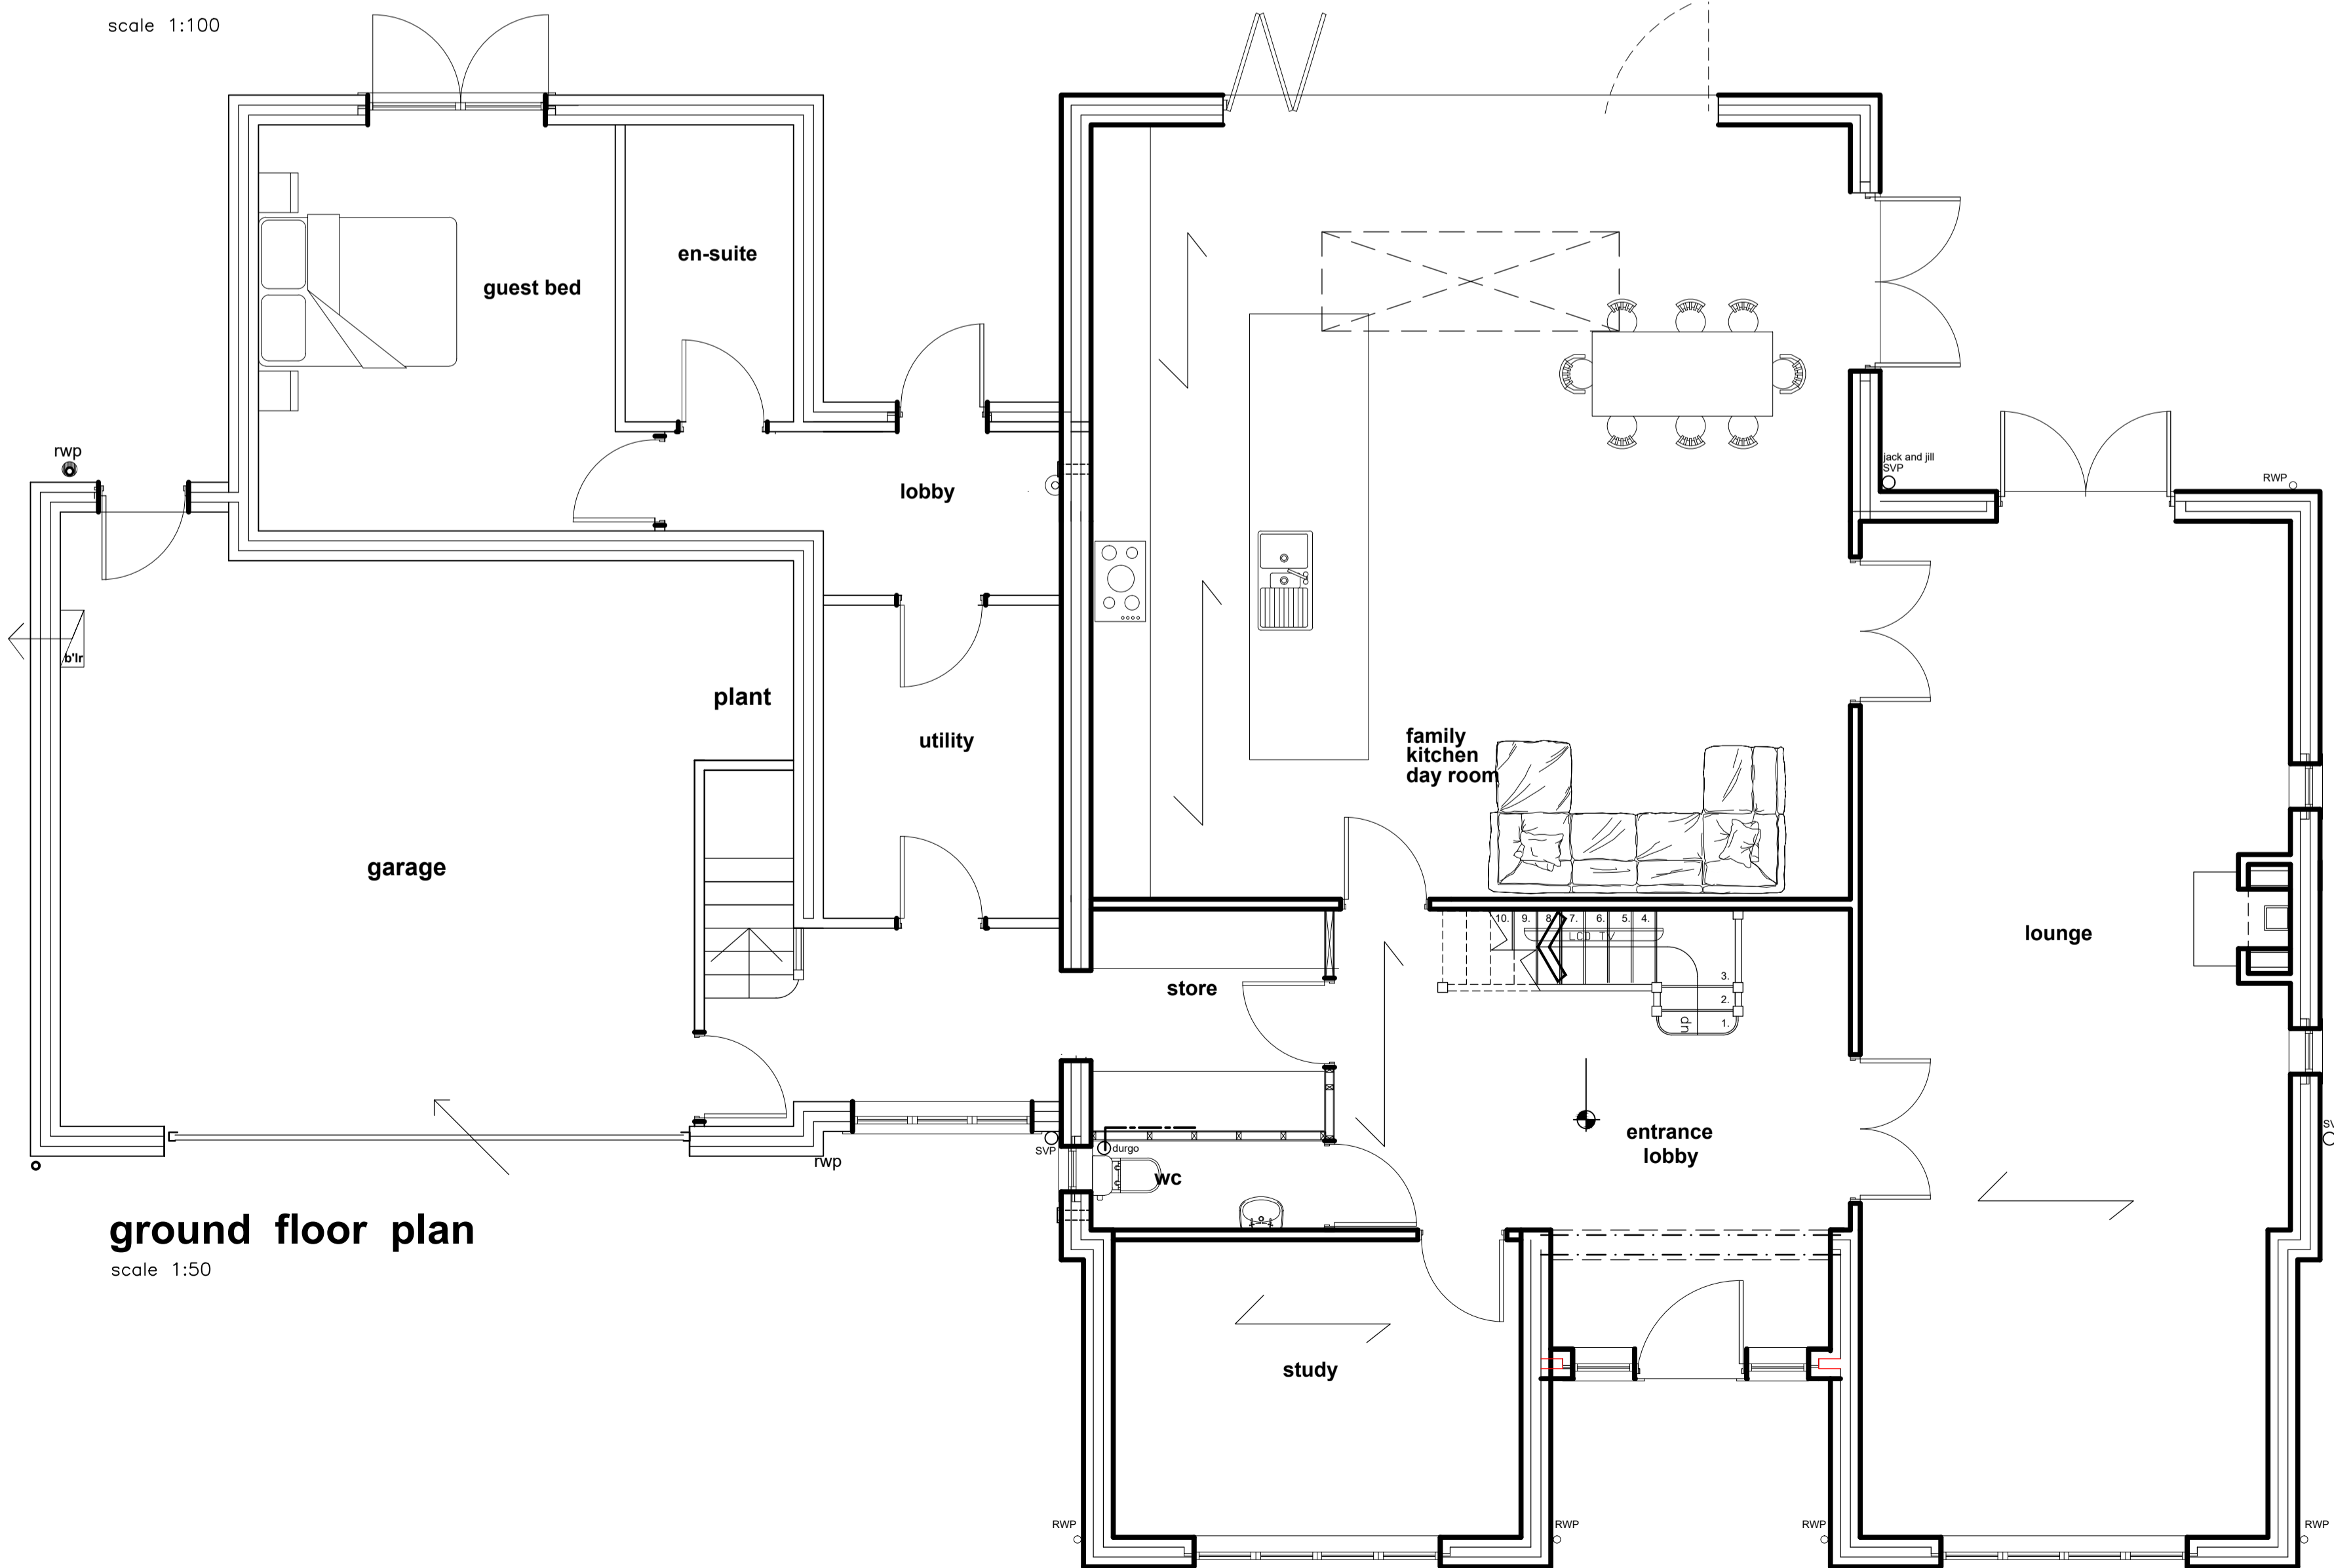 scale 1:100
en-suite
guest bed
rwp
jack and jill
SVP
RWP
lobby
b'lr
plant
utility
family
kitchen
day room
garage
10. 9. 8. 7. 6. 5. 4.
LCD TV
lounge
store
3.
2.
up
1.
entrance
lobby
SVP
durgo
rwp
wc
ground floor plan
scale 1:50
study
RWP
RWP
RWP
RWP